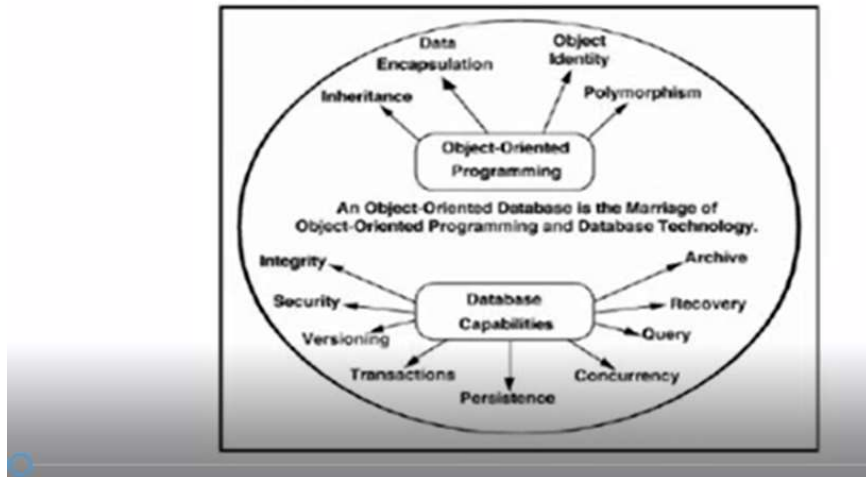 Data
Encapsulation
Object
Identity
Inheritance
Polymorphism
Object-Oriented
Programming
An Object-Oriented Database is the Marriage of
Object-Oriented Programming and Database Technology.
Integrity
Archive
Security
Database
Capabilities
Recovery
Versioning
Query
Transactions
Concurrency
Persistence